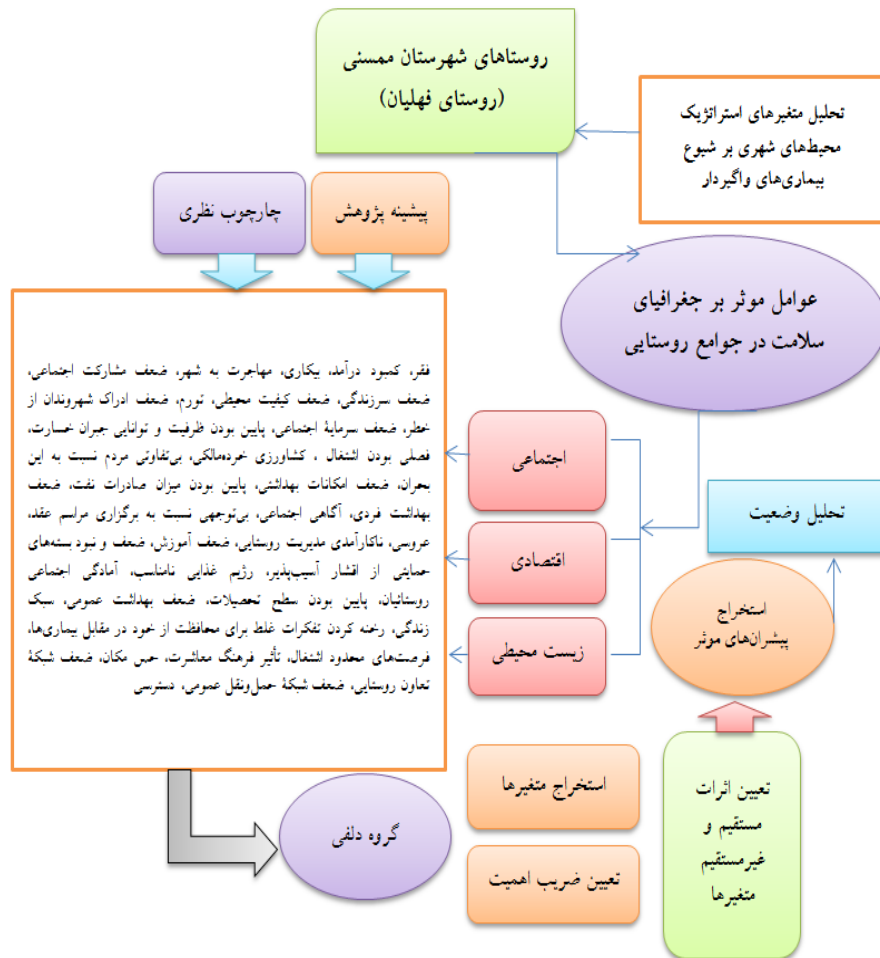 روستاهای شهرستان ممسنی
(روستای فهلیان)
تحلیل متغیرهای استراتژیک
محیط‌های شهری بر شیوع
بیماری‌های واگیردار
چارچوب نظری
پیشینه پژوهش
عوامل موثر بر جغرافیای
سلامت در جوامع روستایی
فقر، کمبود درآمد، بیکاری، مهاجرت به شهر، ضعف مشارکت اجتماعی،
ضعف سرزندگی، ضعف کیفیت محیطی، تورم، ضعف ادراک شهروندان از
خطر، ضعف سرمایۀ اجتماعی، پایین بودن ظرفیت و توانایی جبران خسارت،
فصلی بودن اشتغال ، کشاورزی خرده‌مالکی، بی‌تفاوتی مردم نسبت به این
بحران، ضعف امکانات بهداشتی، پایین بودن میزان صادرات نفت، ضعف
بهداشت فردی، آگاهی اجتماعی، بی‌توجهی نسبت به برگزاری مراسم عقد،
عروسی، ناکارآمدی مدیریت روستایی، ضعف آموزش، ضعف و نبود بسته‌های
حمایتی از اقشار آسیب‌پذیر، رژیم غذایی نامناسب، آمادگی اجتماعی
روستائیان، پایین بودن سطح تحصیلات، ضعف بهداشت عمومی، سبک
زندگی، رخنه کردن تفکرات غلط برای محافظت از خود در مقابل بیماری‌ها،
فرصت‌های محدود اشتغال، تأثیر فرهنگ معاشرت، حس مکان، ضعف شبکۀ
تعاون روستایی، ضعف شبکۀ حمل‌ونقل عمومی، دسترسی
اجتماعی
اقتصادی
زیست محیطی
تحلیل وضعیت
استخراج
پیشران‌های موثر
تعیین اثرات
مستقیم و
غیرمستقیم
متغیرها
استخراج متغیرها
تعیین ضریب اهمیت
گروه دلفی